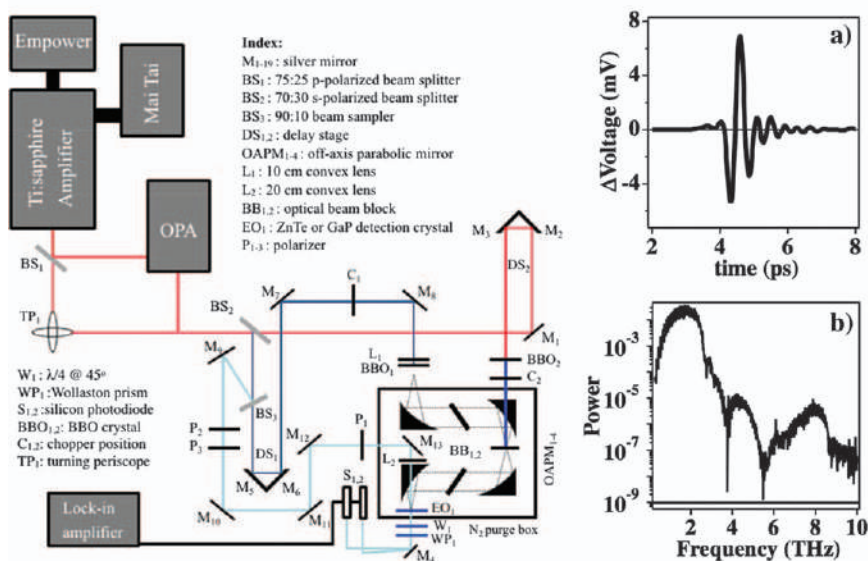 Empower
Mai Tai
Ti:sapphire
Amplifier
OPA
BS₁
TP₁
Index:
M₁₋₁₉ : silver mirror
BS₁ : 75:25 p-polarized beam splitter
BS₂ : 70:30 s-polarized beam splitter
BS₃ : 90:10 beam sampler
DS₁,₂ : delay stage
OAPM₁₋₄ : off-axis parabolic mirror
L₁ : 10 cm convex lens
L₂ : 20 cm convex lens
BB₁,₂ : optical beam block
EO₁ : ZnTe or GaP detection crystal
P₁₋₃ : polarizer
W₁ : λ/4 @ 45°
WP₁ : Wollaston prism
S₁,₂ : silicon photodiode
BBO₁,₂ : BBO crystal
C₁,₂ : chopper position
TP₁ : turning periscope
Lock-in
amplifier
BS₂
M₇
C₁
M₈
M₃
M₂
DS₂
M₁
M₉
BS₃
L₁
BBO₁
BBO₂
C₂
P₂
P₃
DS₁
M₅
M₆
M₁₂
P₁
M₁₃
L₂
BB₁,₂
OAPM₁₋₄
S₁,₂
M₁₀
M₁₁
EO₁
W₁
WP₁
M₄
N₂ purge box
a)
ΔVoltage (mV)
8
4
0
-4
2 4 6 8
time (ps)
b)
Power
10⁻³
10⁻⁵
10⁻⁷
10⁻⁹
0 2 4 6 8 10
Frequency (THz)